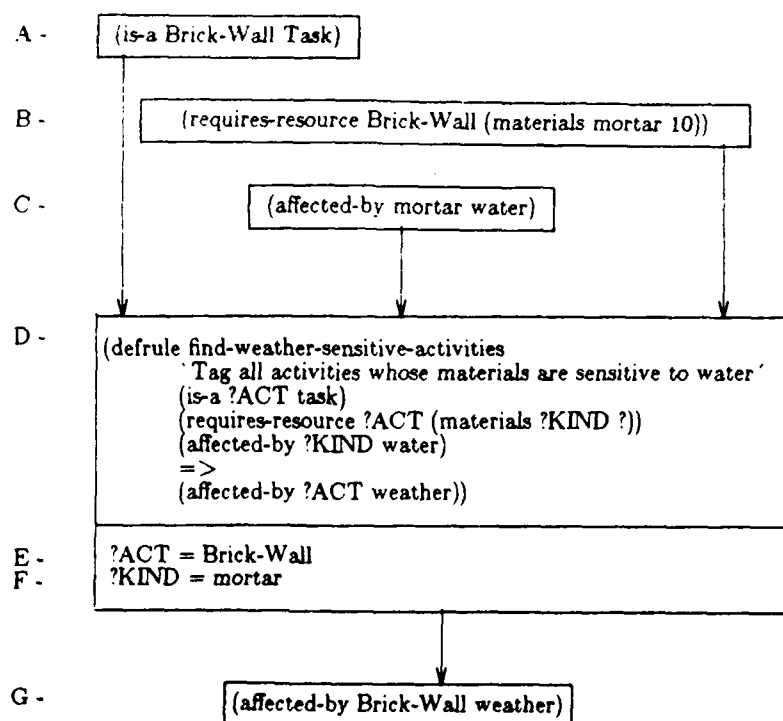 A - (is-a Brick-Wall Task)
B - (requires-resource Brick-Wall (materials mortar 10))
C - (affected-by mortar water)
D - (defrule find-weather-sensitive-activities
'Tag all activities whose materials are sensitive to water'
(is-a ?ACT task)
(requires-resource ?ACT (materials ?KIND ?))
(affected-by ?KIND water)
=>
(affected-by ?ACT weather))
E - ?ACT = Brick-Wall
F - ?KIND = mortar
G - (affected-by Brick-Wall weather)